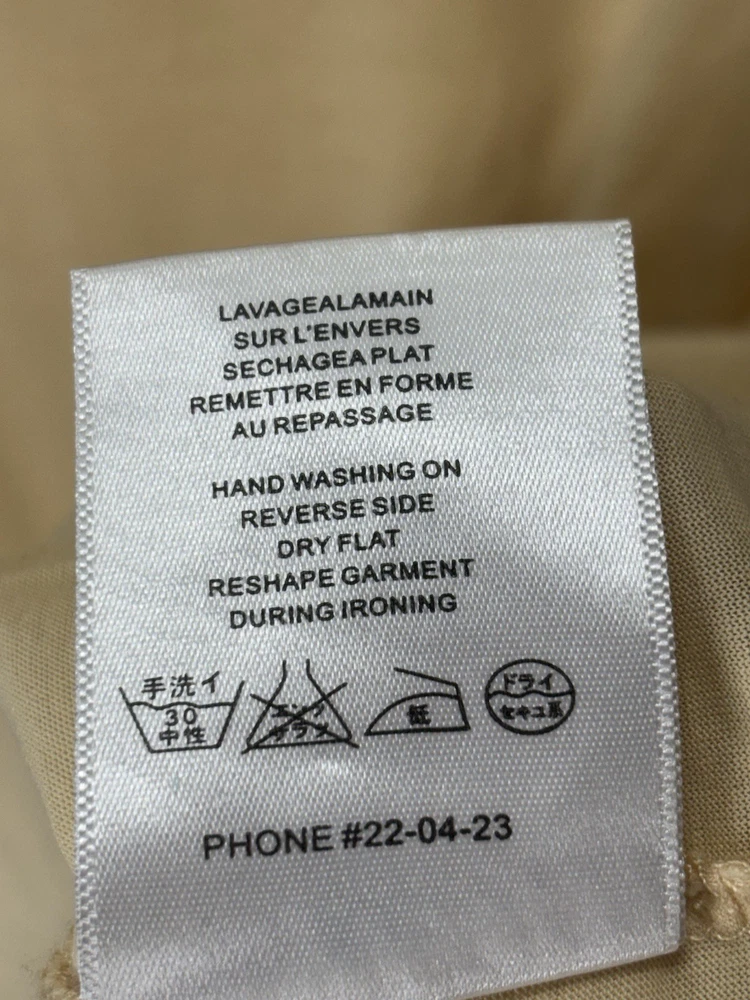 LAVAGEALAMAIN
SUR L'ENVERS
SECHAGEA PLAT
REMETTRE EN FORME
AU REPASSAGE
HAND WASHING ON
REVERSE SIDE
DRY FLAT
RESHAPE GARMENT
DURING IRONING
手洗イ
30
中性
低
ドライ
セキユ系
PHONE #22-04-23